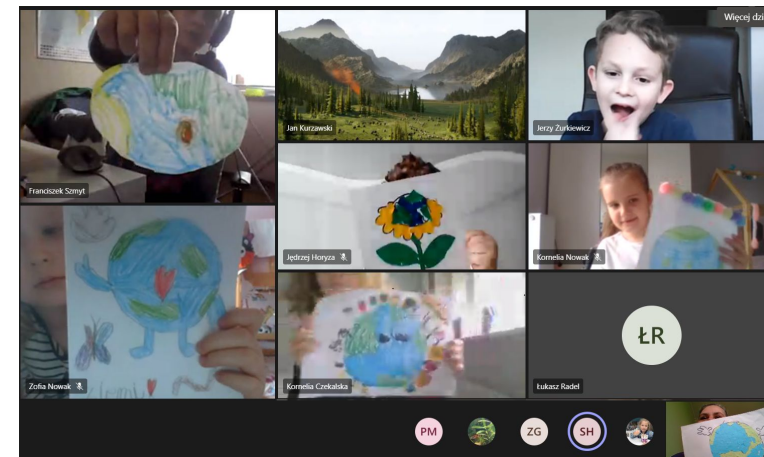 Więcej dzi
Franciszek Szmyt
Jan Kurzawski
Jerzy Żurkiewicz
Jędrzej Horyza
Kornelia Nowak
Zofia Nowak
Kornelia Czekalska
ŁR
Łukasz Radel
PM
ZG
SH